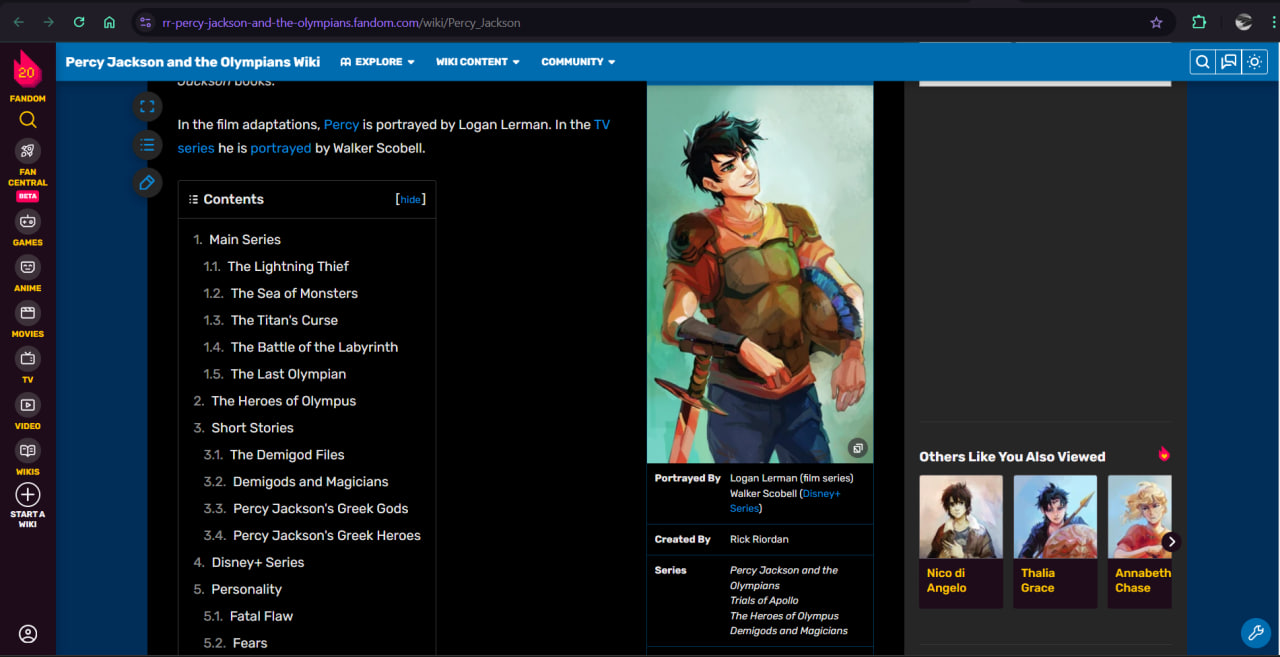 rr-percy-jackson-and-the-olympians.fandom.com/wiki/Percy_Jackson
20
FANDOM
FAN
CENTRAL
BETA
GAMES
ANIME
MOVIES
TV
VIDEO
WIKIS
START A
WIKI
Percy Jackson and the Olympians Wiki
EXPLORE
WIKI CONTENT
COMMUNITY
Jackson books.
In the film adaptations, Percy is portrayed by Logan Lerman. In the TV
series he is portrayed by Walker Scobell.
Contents [hide]
1. Main Series
1.1. The Lightning Thief
1.2. The Sea of Monsters
1.3. The Titan's Curse
1.4. The Battle of the Labyrinth
1.5. The Last Olympian
2. The Heroes of Olympus
3. Short Stories
3.1. The Demigod Files
3.2. Demigods and Magicians
3.3. Percy Jackson's Greek Gods
3.4. Percy Jackson's Greek Heroes
4. Disney+ Series
5. Personality
5.1. Fatal Flaw
5.2. Fears
Portrayed By Logan Lerman (film series)
Walker Scobell (Disney+
Series)
Created By Rick Riordan
Series Percy Jackson and the
Olympians
Trials of Apollo
The Heroes of Olympus
Demigods and Magicians
Others Like You Also Viewed
Nico di
Angelo
Thalia
Grace
Annabeth
Chase